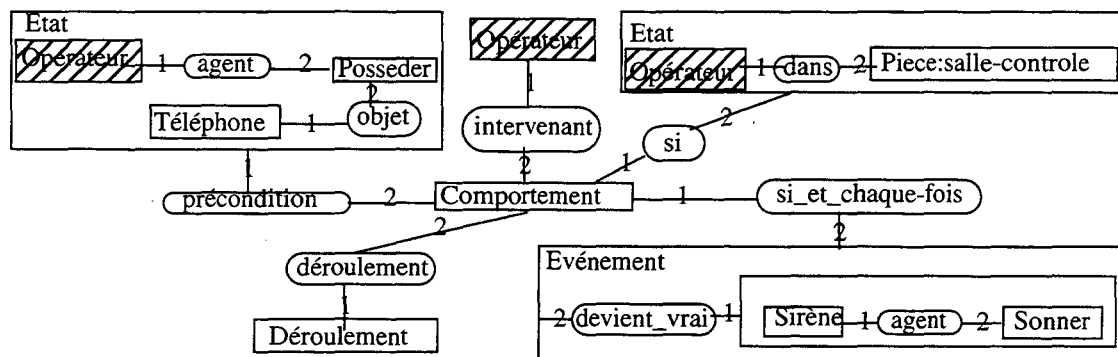 Etat
Opérateur 1 agent 2 Posseder
2
Téléphone 1 objet
1
précondition 2
Opérateur
1
intervenant
2
Comportement
Etat
Opérateur 1 dans 2 Piece:salle-controle
2
si
1
1 si_et_chaque-fois
2
2
déroulement
1
Déroulement
Evénement
2 devient_vrai 1
Sirène 1 agent 2 Sonner